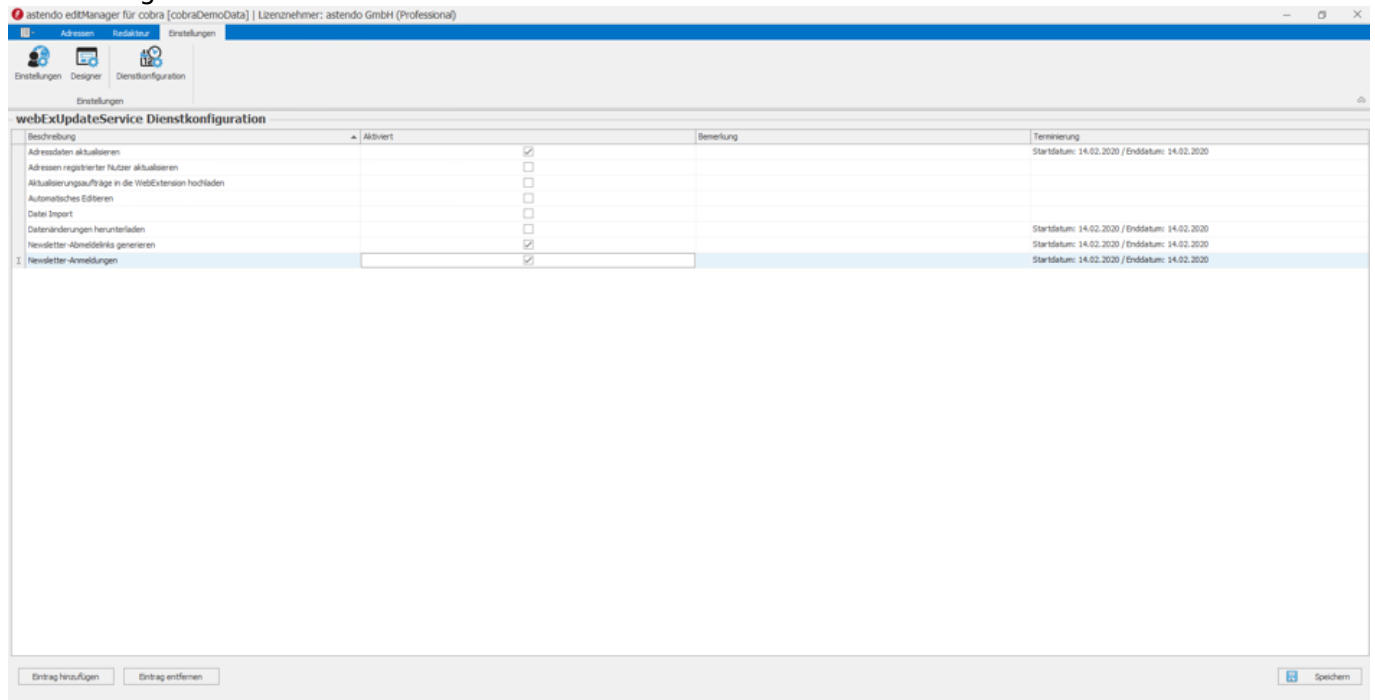 astendo editManager für cobra [cobraDemoData] | Lizenznehmer: astendo GmbH (Professional)
Adressen Redakteur Einstellungen
Einstellungen Designer Dienstkonfiguration
Einstellungen
webExUpdateService Dienstkonfiguration
Beschreibung Aktiviert Bemerkung Terminierung
Adressdaten aktualisieren Startdatum: 14.02.2020 / Enddatum: 14.02.2020
Adressen registrierter Nutzer aktualisieren
Aktualisierungsaufträge in die WebExtension hochladen
Automatisches Editieren
Datei Import
Datenänderungen herunterladen Startdatum: 14.02.2020 / Enddatum: 14.02.2020
Newsletter-Abmeldelinks generieren Startdatum: 14.02.2020 / Enddatum: 14.02.2020
Newsletter-Anmeldungen Startdatum: 14.02.2020 / Enddatum: 14.02.2020
Eintrag hinzufügen Eintrag entfernen Speichern